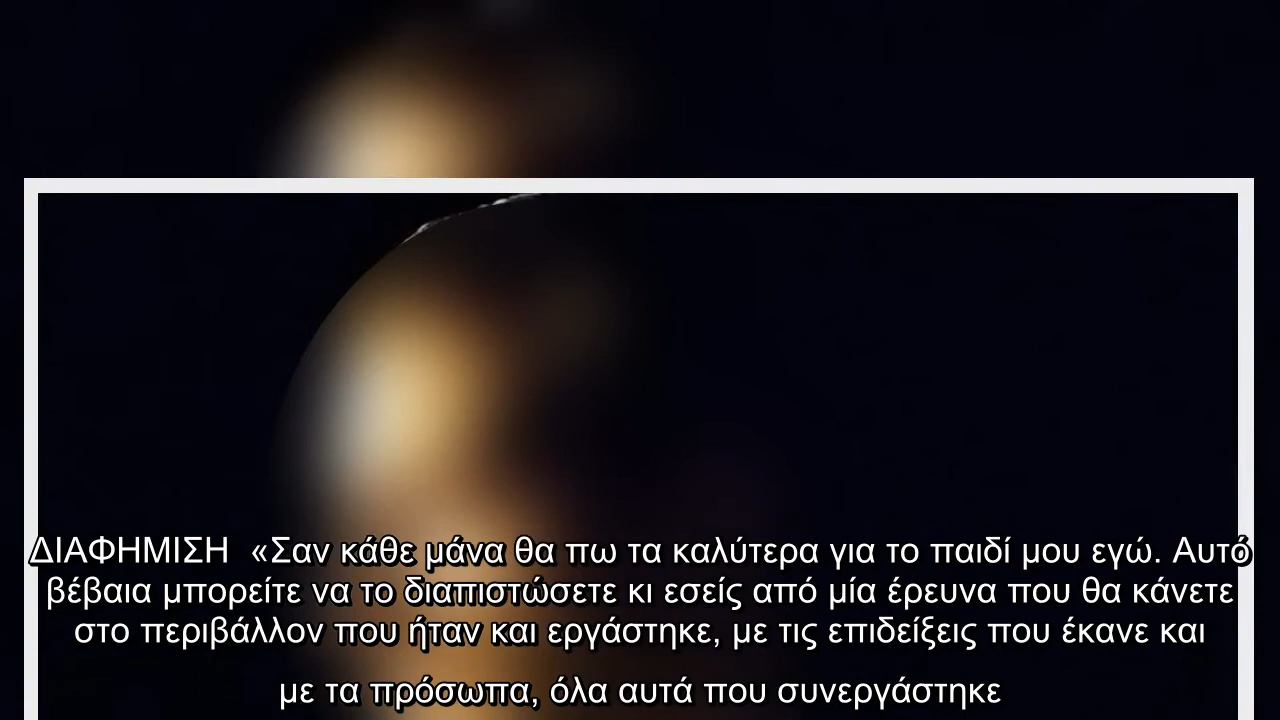 ΔΙΑΦΗΜΙΣΗ  «Σαν κάθε μάνα θα πω τα καλύτερα για το παιδί μου εγώ. Αυτό
βέβαια μπορείτε να το διαπιστώσετε κι εσείς από μία έρευνα που θα κάνετε
στο περιβάλλον που ήταν και εργάστηκε, με τις επιδείξεις που έκανε και
με τα πρόσωπα, όλα αυτά που συνεργάστηκε